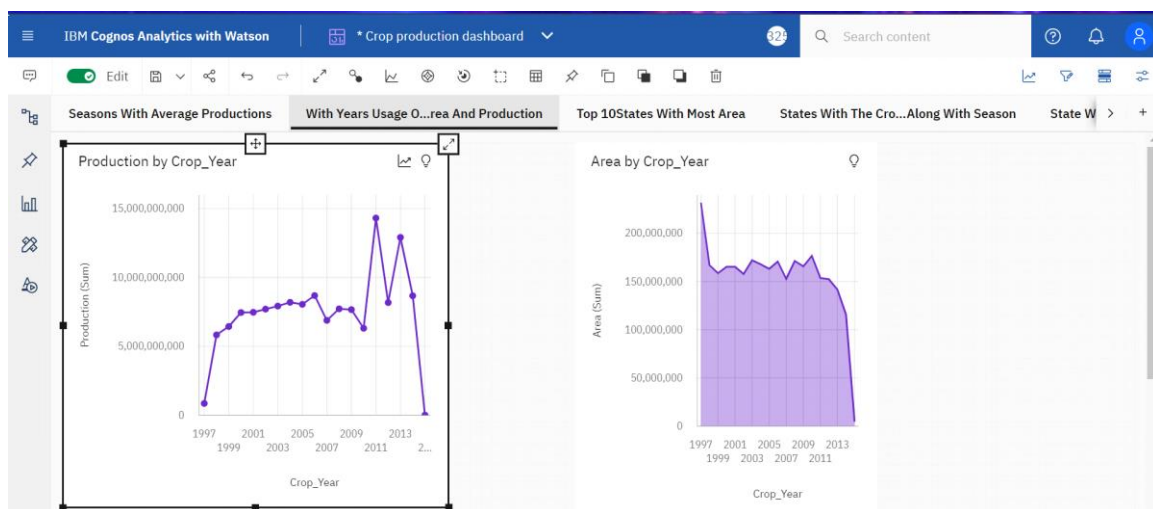 IBM Cognos Analytics with Watson
* Crop production dashboard
Search content
Edit
Seasons With Average Productions
With Years Usage O...rea And Production
Top 10States With Most Area
States With The Cro...Along With Season
State W
Production by Crop_Year
15,000,000,000
10,000,000,000
5,000,000,000
0
Production (Sum)
1997 2001 2005 2009 2013
1999 2003 2007 2011 2...
Crop_Year
Area by Crop_Year
200,000,000
150,000,000
100,000,000
50,000,000
0
Area (Sum)
1997 2001 2005 2009 2013
1999 2003 2007 2011
Crop_Year